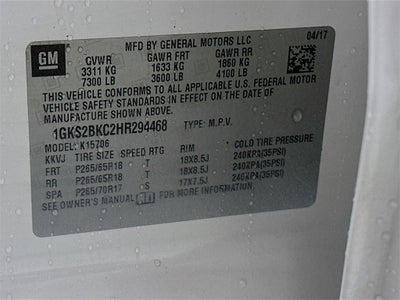 MFD BY GENERAL MOTORS LLC 04/17
GM GVWR GAWR FRT GAWR RR
3311 KG 1633 KG 1860 KG
7300 LB 3600 LB 4100 LB
THIS VEHICLE CONFORMS TO ALL APPLICABLE U.S. FEDERAL MOTOR
VEHICLE SAFETY STANDARDS IN EFFECT ON THE DATE OF
MANUFACTURE SHOWN ABOVE.
1GKS2BKC2HR294468 TYPE: M.P.V.
MODEL: K15706
KKVJ TIRE SIZE SPEED RTG RIM COLD TIRE PRESSURE
FRT P265/65R18 T 18X8.5J 240KPA(35PSI)
RR P265/65R18 T 18X8.5J 240KPA(35PSI)
SPA P265/70R17 S 17X7.5J 240KPA(35PSI)
SEE OWNER'S MANUAL FOR MORE INFORMATION.